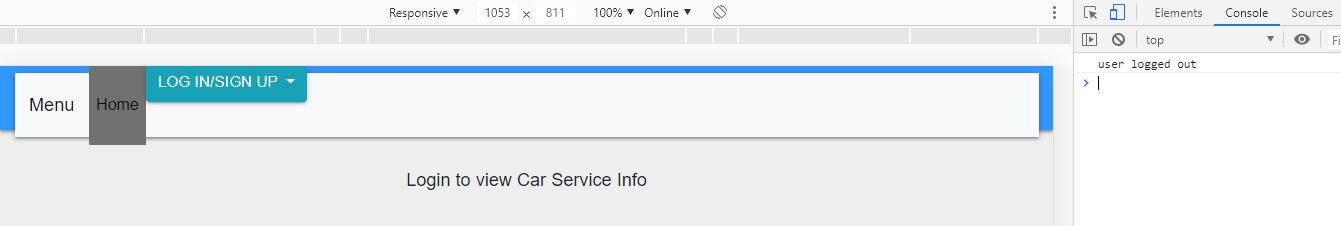 Responsive ▼ 1053 × 811 100% ▼ Online ▼
Elements Console Sources
top ▼ Fi
user logged out
LOG IN/SIGN UP
Menu Home
Login to view Car Service Info